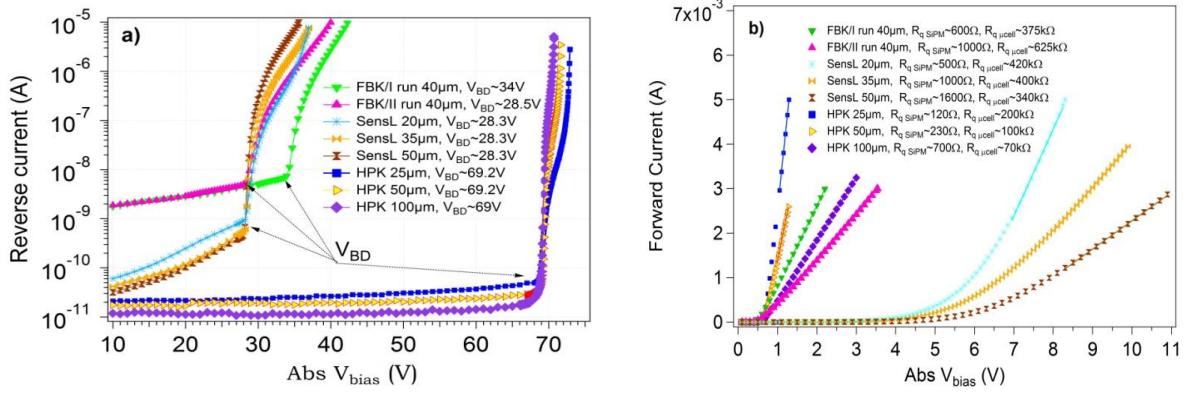 a)
10⁻⁵
10⁻⁶
10⁻⁷
10⁻⁸
10⁻⁹
10⁻¹⁰
10⁻¹¹
Reverse current (A)
FBK/I run 40µm, V_BD~34V
FBK/II run 40µm, V_BD~28.5V
SensL 20µm, V_BD~28.3V
SensL 35µm, V_BD~28.3V
SensL 50µm, V_BD~28.3V
HPK 25µm, V_BD~69.2V
HPK 50µm, V_BD~69.2V
HPK 100µm, V_BD~69V
V_BD
10 20 30 40 50 60 70
Abs V_bias (V)
b)
7x10⁻³
6
5
4
3
2
1
0
Forward Current (A)
FBK/I run 40µm, R_q SiPM~600Ω, R_q µcell~375kΩ
FBK/II run 40µm, R_q SiPM~1000Ω, R_q µcell~625kΩ
SensL 20µm, R_q SiPM~500Ω, R_q µcell~420kΩ
SensL 35µm, R_q SiPM~1000Ω, R_q µcell~400kΩ
SensL 50µm, R_q SiPM~1600Ω, R_q µcell~340kΩ
HPK 25µm, R_q SiPM~120Ω, R_q µcell~200kΩ
HPK 50µm, R_q SiPM~230Ω, R_q µcell~100kΩ
HPK 100µm, R_q SiPM~700Ω, R_q µcell~70kΩ
0 1 2 3 4 5 6 7 8 9 10 11
Abs V_bias (V)